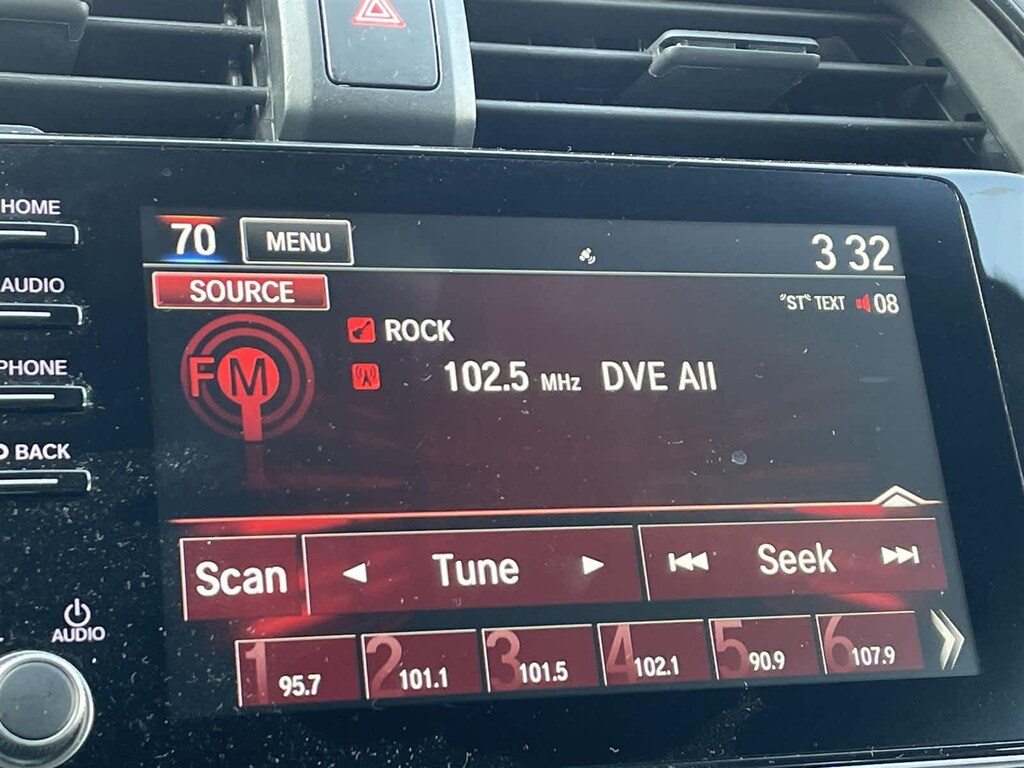 HOME
AUDIO
PHONE
BACK
AUDIO
70 MENU 3 32
SOURCE
"ST" TEXT 08
FM
ROCK
102.5 MHz DVE All
Scan Tune Seek
1 95.7 2 101.1 3 101.5 4 102.1 5 90.9 6 107.9